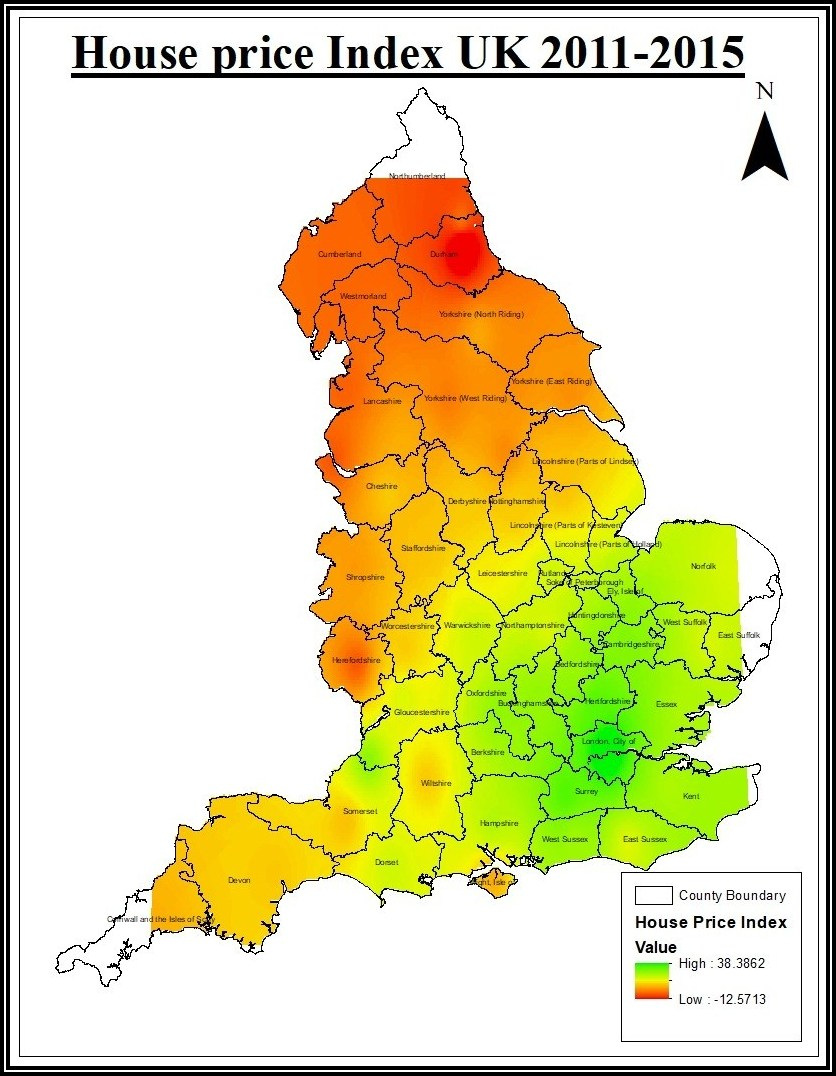 House price Index UK 2011-2015
N
Northumberland
Cumberland
Durham
Westmorland
Yorkshire (North Riding)
Yorkshire (East Riding)
Lancashire
Yorkshire (West Riding)
Lincolnshire (Parts of Lindsey)
Cheshire
Derbyshire
Nottinghamshire
Lincolnshire (Parts of Kesteven)
Staffordshire
Lincolnshire (Parts of Holland)
Norfolk
Shropshire
Leicestershire
Rutland
Soke of Peterborough
Ely, Isle of
Huntingdonshire
Worcestershire
Warwickshire
Northamptonshire
West Suffolk
East Suffolk
Cambridgeshire
Herefordshire
Bedfordshire
Oxfordshire
Buckinghamshire
Hertfordshire
Essex
Gloucestershire
London, City of
Berkshire
Wiltshire
Surrey
Kent
Somerset
Hampshire
West Sussex
East Sussex
Dorset
Devon
Wight, Isle of
Cornwall and the Isles of Scilly
County Boundary
House Price Index
Value
High : 38.3862
Low : -12.5713